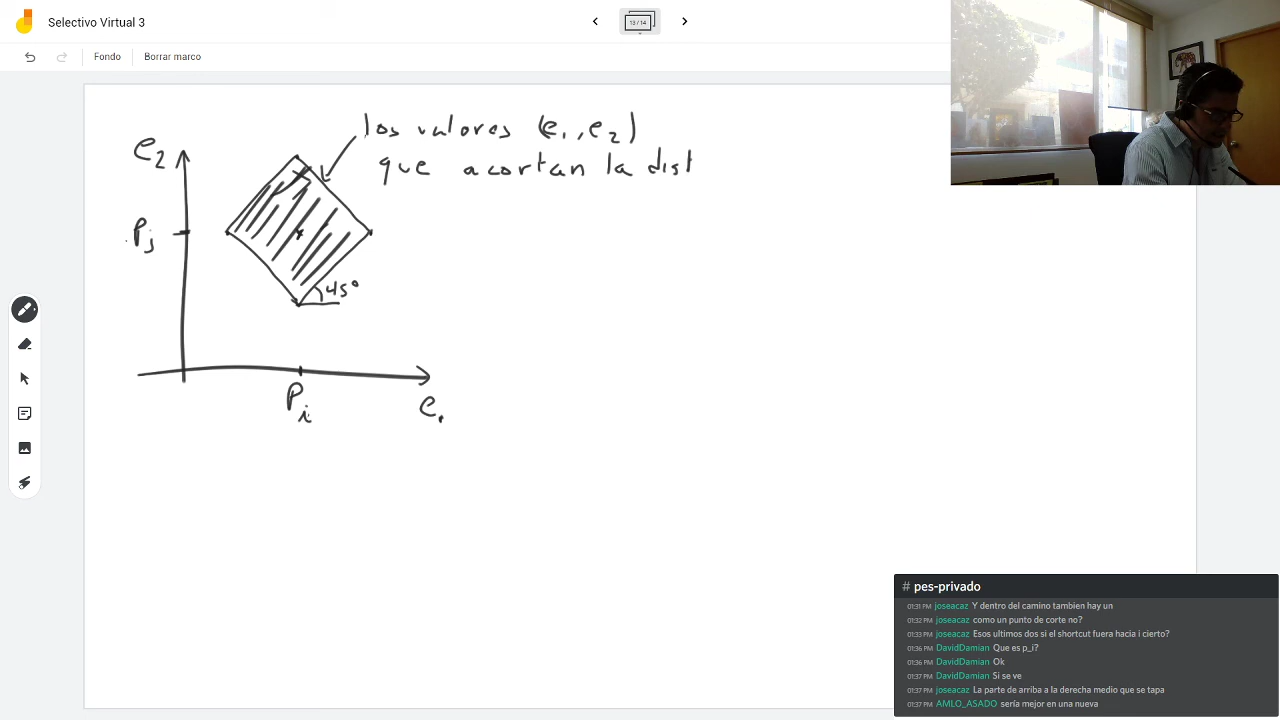 Selectivo Virtual 3
13 / 14
Fondo
Borrar marco
los valores (e1, e2)
que acortan la dist
e2
Pj
45°
Pi
e1
# pes-privado
01:31 PM joseacaz Y dentro del camino tambien hay un
01:32 PM joseacaz como un punto de corte no?
01:33 PM joseacaz Esos ultimos dos si el shortcut fuera hacia i cierto?
01:36 PM DavidDamian Que es p_i?
01:36 PM DavidDamian Ok
01:37 PM DavidDamian Si se ve
01:37 PM joseacaz La parte de arriba a la derecha medio que se tapa
01:37 PM AMLO_ASADO sería mejor en una nueva